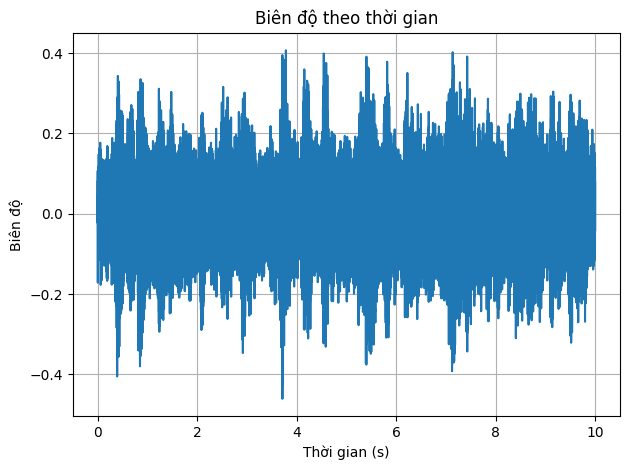 Biên độ theo thời gian
Biên độ
0.4
0.2
0.0
−0.2
−0.4
0 2 4 6 8 10
Thời gian (s)